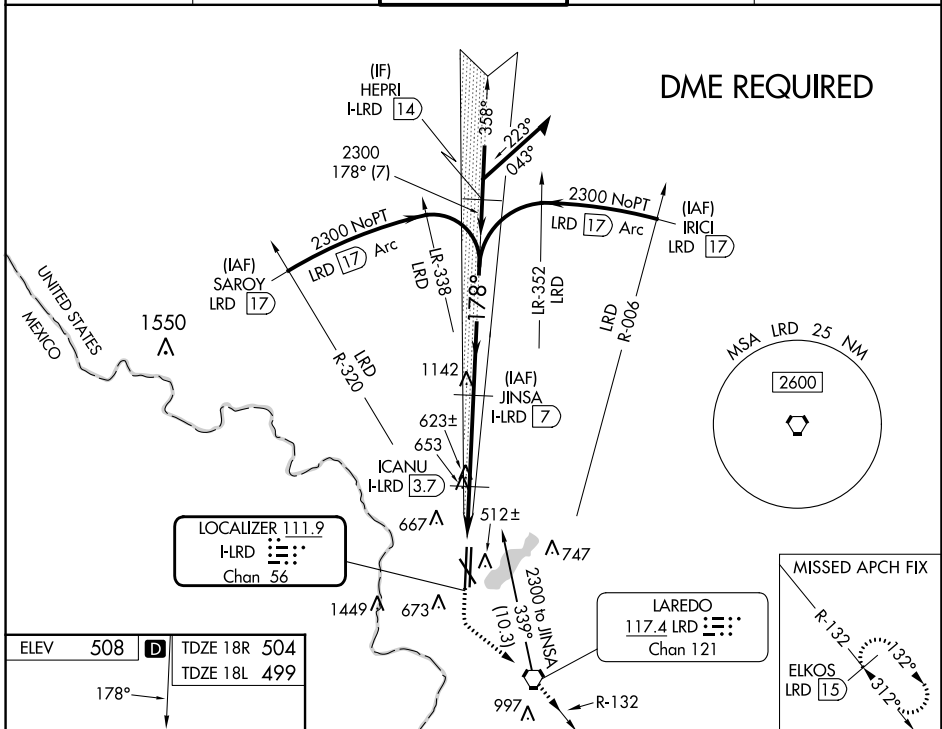 DME REQUIRED
(IF)
HEPRI
I-LRD 14
358°
223°
043°
2300
178° (7)
2300 NoPT
LRD 17 Arc
(IAF)
SAROY
LRD 17
LR-338
LRD
178°
LR-352
LRD
2300 NoPT
LRD 17 Arc
(IAF)
IRICI
LRD 17
LRD
R-006
UNITED STATES
MEXICO
1550
LRD
R-320
1142
(IAF)
JINSA
I-LRD 7
623±
653
ICANU
I-LRD 3.7
MSA LRD 25 NM
2600
667
512±
747
LOCALIZER 111.9
I-LRD
Chan 56
1449
673
2300 to JINSA
339°
(10.3)
LAREDO
117.4 LRD
Chan 121
997
R-132
MISSED APCH FIX
R-132
132°
312°
ELKOS
LRD 15
ELEV 508 D TDZE 18R 504
TDZE 18L 499
178°